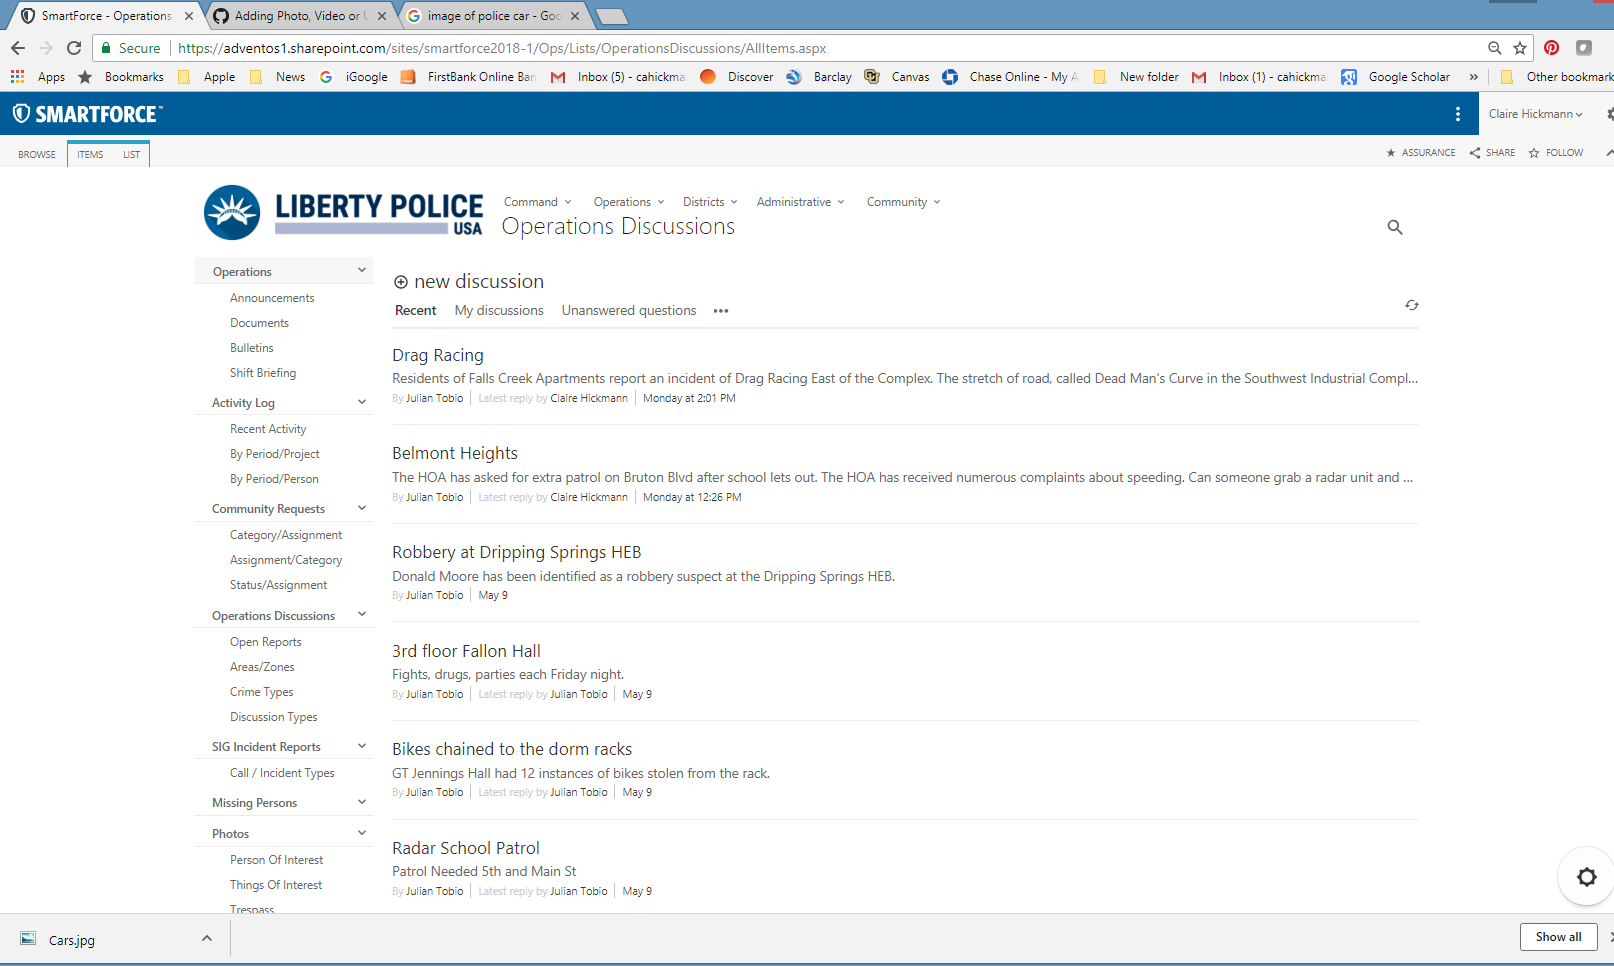 SmartForce - Operations
Adding Photo, Video or
image of police car - Goo
Secure
https://adventos1.sharepoint.com/sites/smartforce2018-1/Ops/Lists/OperationsDiscussions/AllItems.aspx
Apps Bookmarks Apple News iGoogle FirstBank Online Ban Inbox (5) - cahickma Discover Barclay Canvas Chase Online - My A New folder Inbox (1) - cahickma Google Scholar » Other bookmark
SMARTFORCE™
Claire Hickmann
BROWSE ITEMS LIST
ASSURANCE SHARE FOLLOW
LIBERTY POLICE
USA
Command Operations Districts Administrative Community
Operations Discussions
Operations
Announcements
Documents
Bulletins
Shift Briefing
Activity Log
Recent Activity
By Period/Project
By Period/Person
Community Requests
Category/Assignment
Assignment/Category
Status/Assignment
Operations Discussions
Open Reports
Areas/Zones
Crime Types
Discussion Types
SIG Incident Reports
Call / Incident Types
Missing Persons
Photos
Person Of Interest
Things Of Interest
Trespass
new discussion
Recent My discussions Unanswered questions •••
Drag Racing
Residents of Falls Creek Apartments report an incident of Drag Racing East of the Complex. The stretch of road, called Dead Man's Curve in the Southwest Industrial Compl...
By Julian Tobio | Latest reply by Claire Hickmann | Monday at 2:01 PM
Belmont Heights
The HOA has asked for extra patrol on Bruton Blvd after school lets out. The HOA has received numerous complaints about speeding. Can someone grab a radar unit and ...
By Julian Tobio | Latest reply by Claire Hickmann | Monday at 12:26 PM
Robbery at Dripping Springs HEB
Donald Moore has been identified as a robbery suspect at the Dripping Springs HEB.
By Julian Tobio | May 9
3rd floor Fallon Hall
Fights, drugs, parties each Friday night.
By Julian Tobio | Latest reply by Julian Tobio | May 9
Bikes chained to the dorm racks
GT Jennings Hall had 12 instances of bikes stolen from the rack.
By Julian Tobio | Latest reply by Julian Tobio | May 9
Radar School Patrol
Patrol Needed 5th and Main St
By Julian Tobio | Latest reply by Julian Tobio | May 9
Cars.jpg
Show all